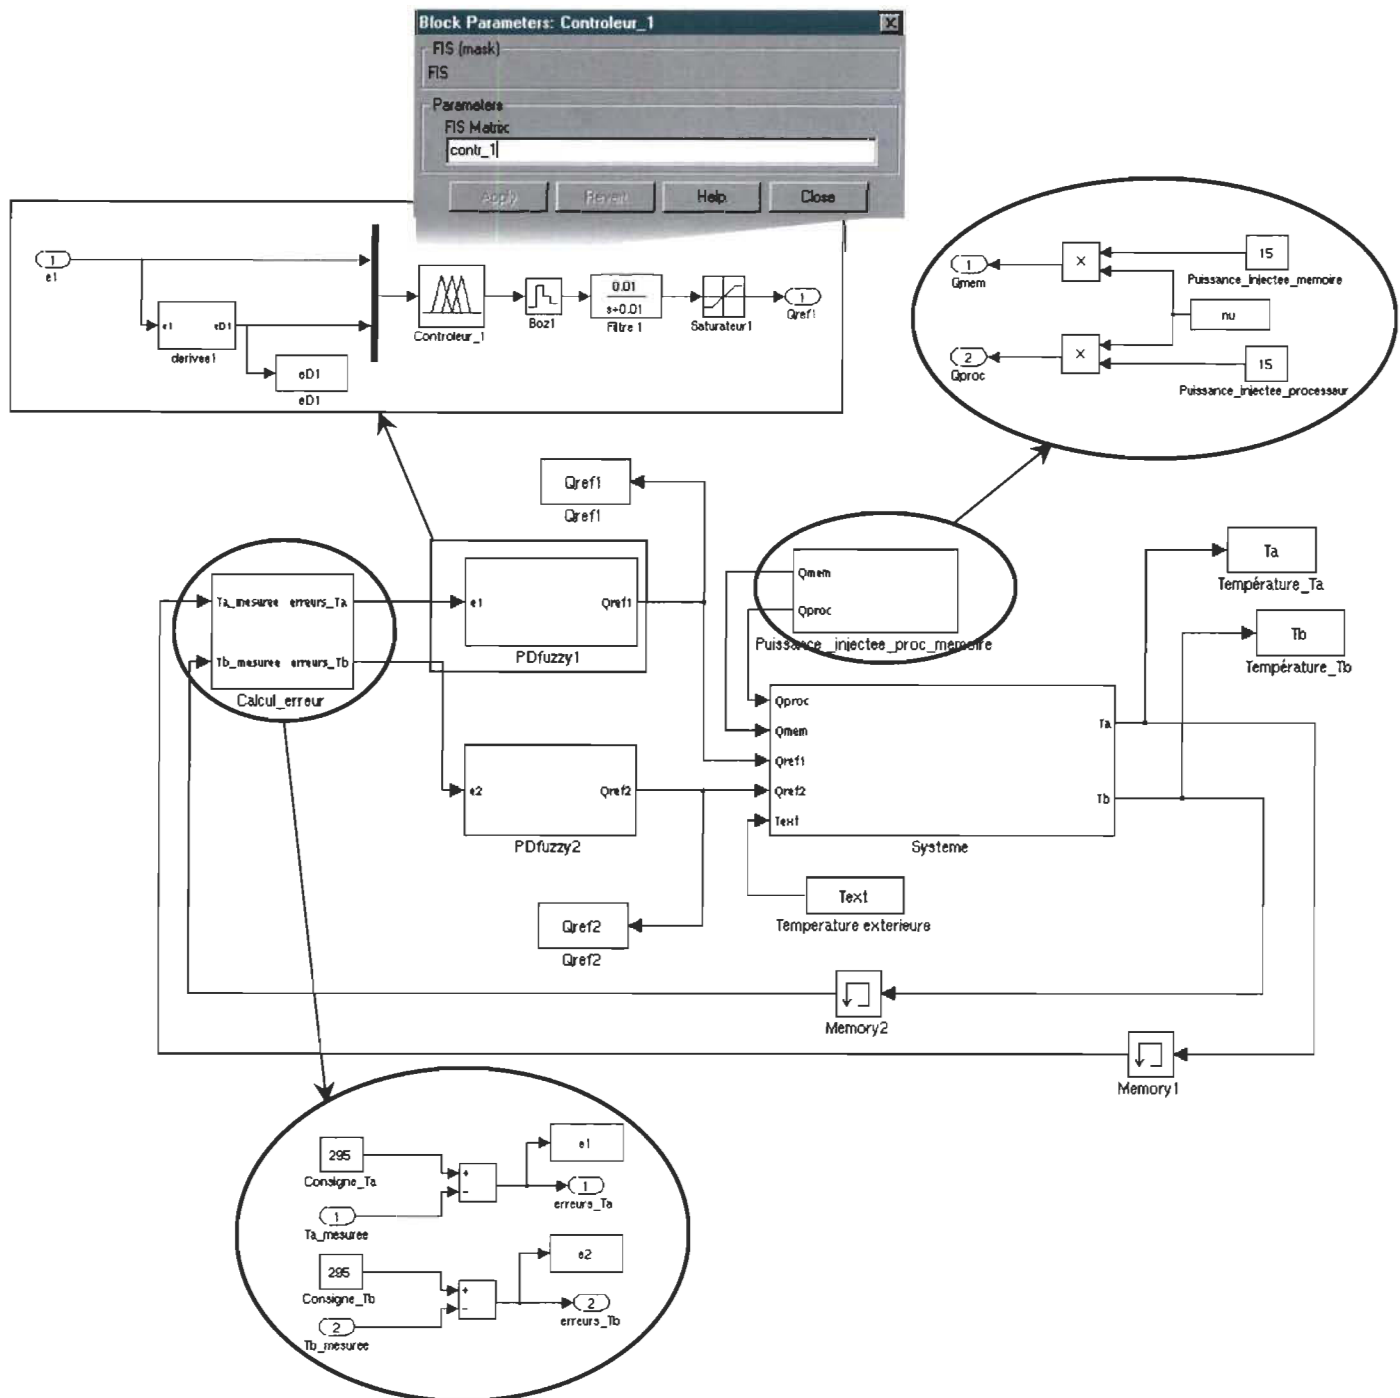 Block Parameters: Controleur_1
FIS (mask)
FIS
Parameters
FIS Matrix
contr_1
Apply Revert Help Close
1
e1
e1 eD1
derivee1
eD1
eD1
Controleur_1
Boz1
0.01
s+0.01
Filtre 1
Saturateur1
1
Qref1
1
Qmem
×
15
Puissance_injectee_memoire
nu
2
Qproc
×
15
Puissance_injectee_processeur
Qref1
Qref1
Ta_mesuree erreurs_Ta
Tb_mesuree erreurs_Tb
Calcul_erreur
e1 Qref1
PDfuzzy1
Qmem
Qproc
Puissance_injectee_proc_memoire
Ta
Température_Ta
Tb
Température_Tb
e2 Qref2
PDfuzzy2
Qproc
Qmem
Qref1
Qref2
Text
Ta
Tb
Systeme
Text
Temperature exterieure
Qref2
Qref2
Memory2
Memory1
295
Consigne_Ta
1
Ta_mesuree
+
-
e1
1
erreurs_Ta
295
Consigne_Tb
2
Tb_mesuree
+
-
e2
2
erreurs_Tb